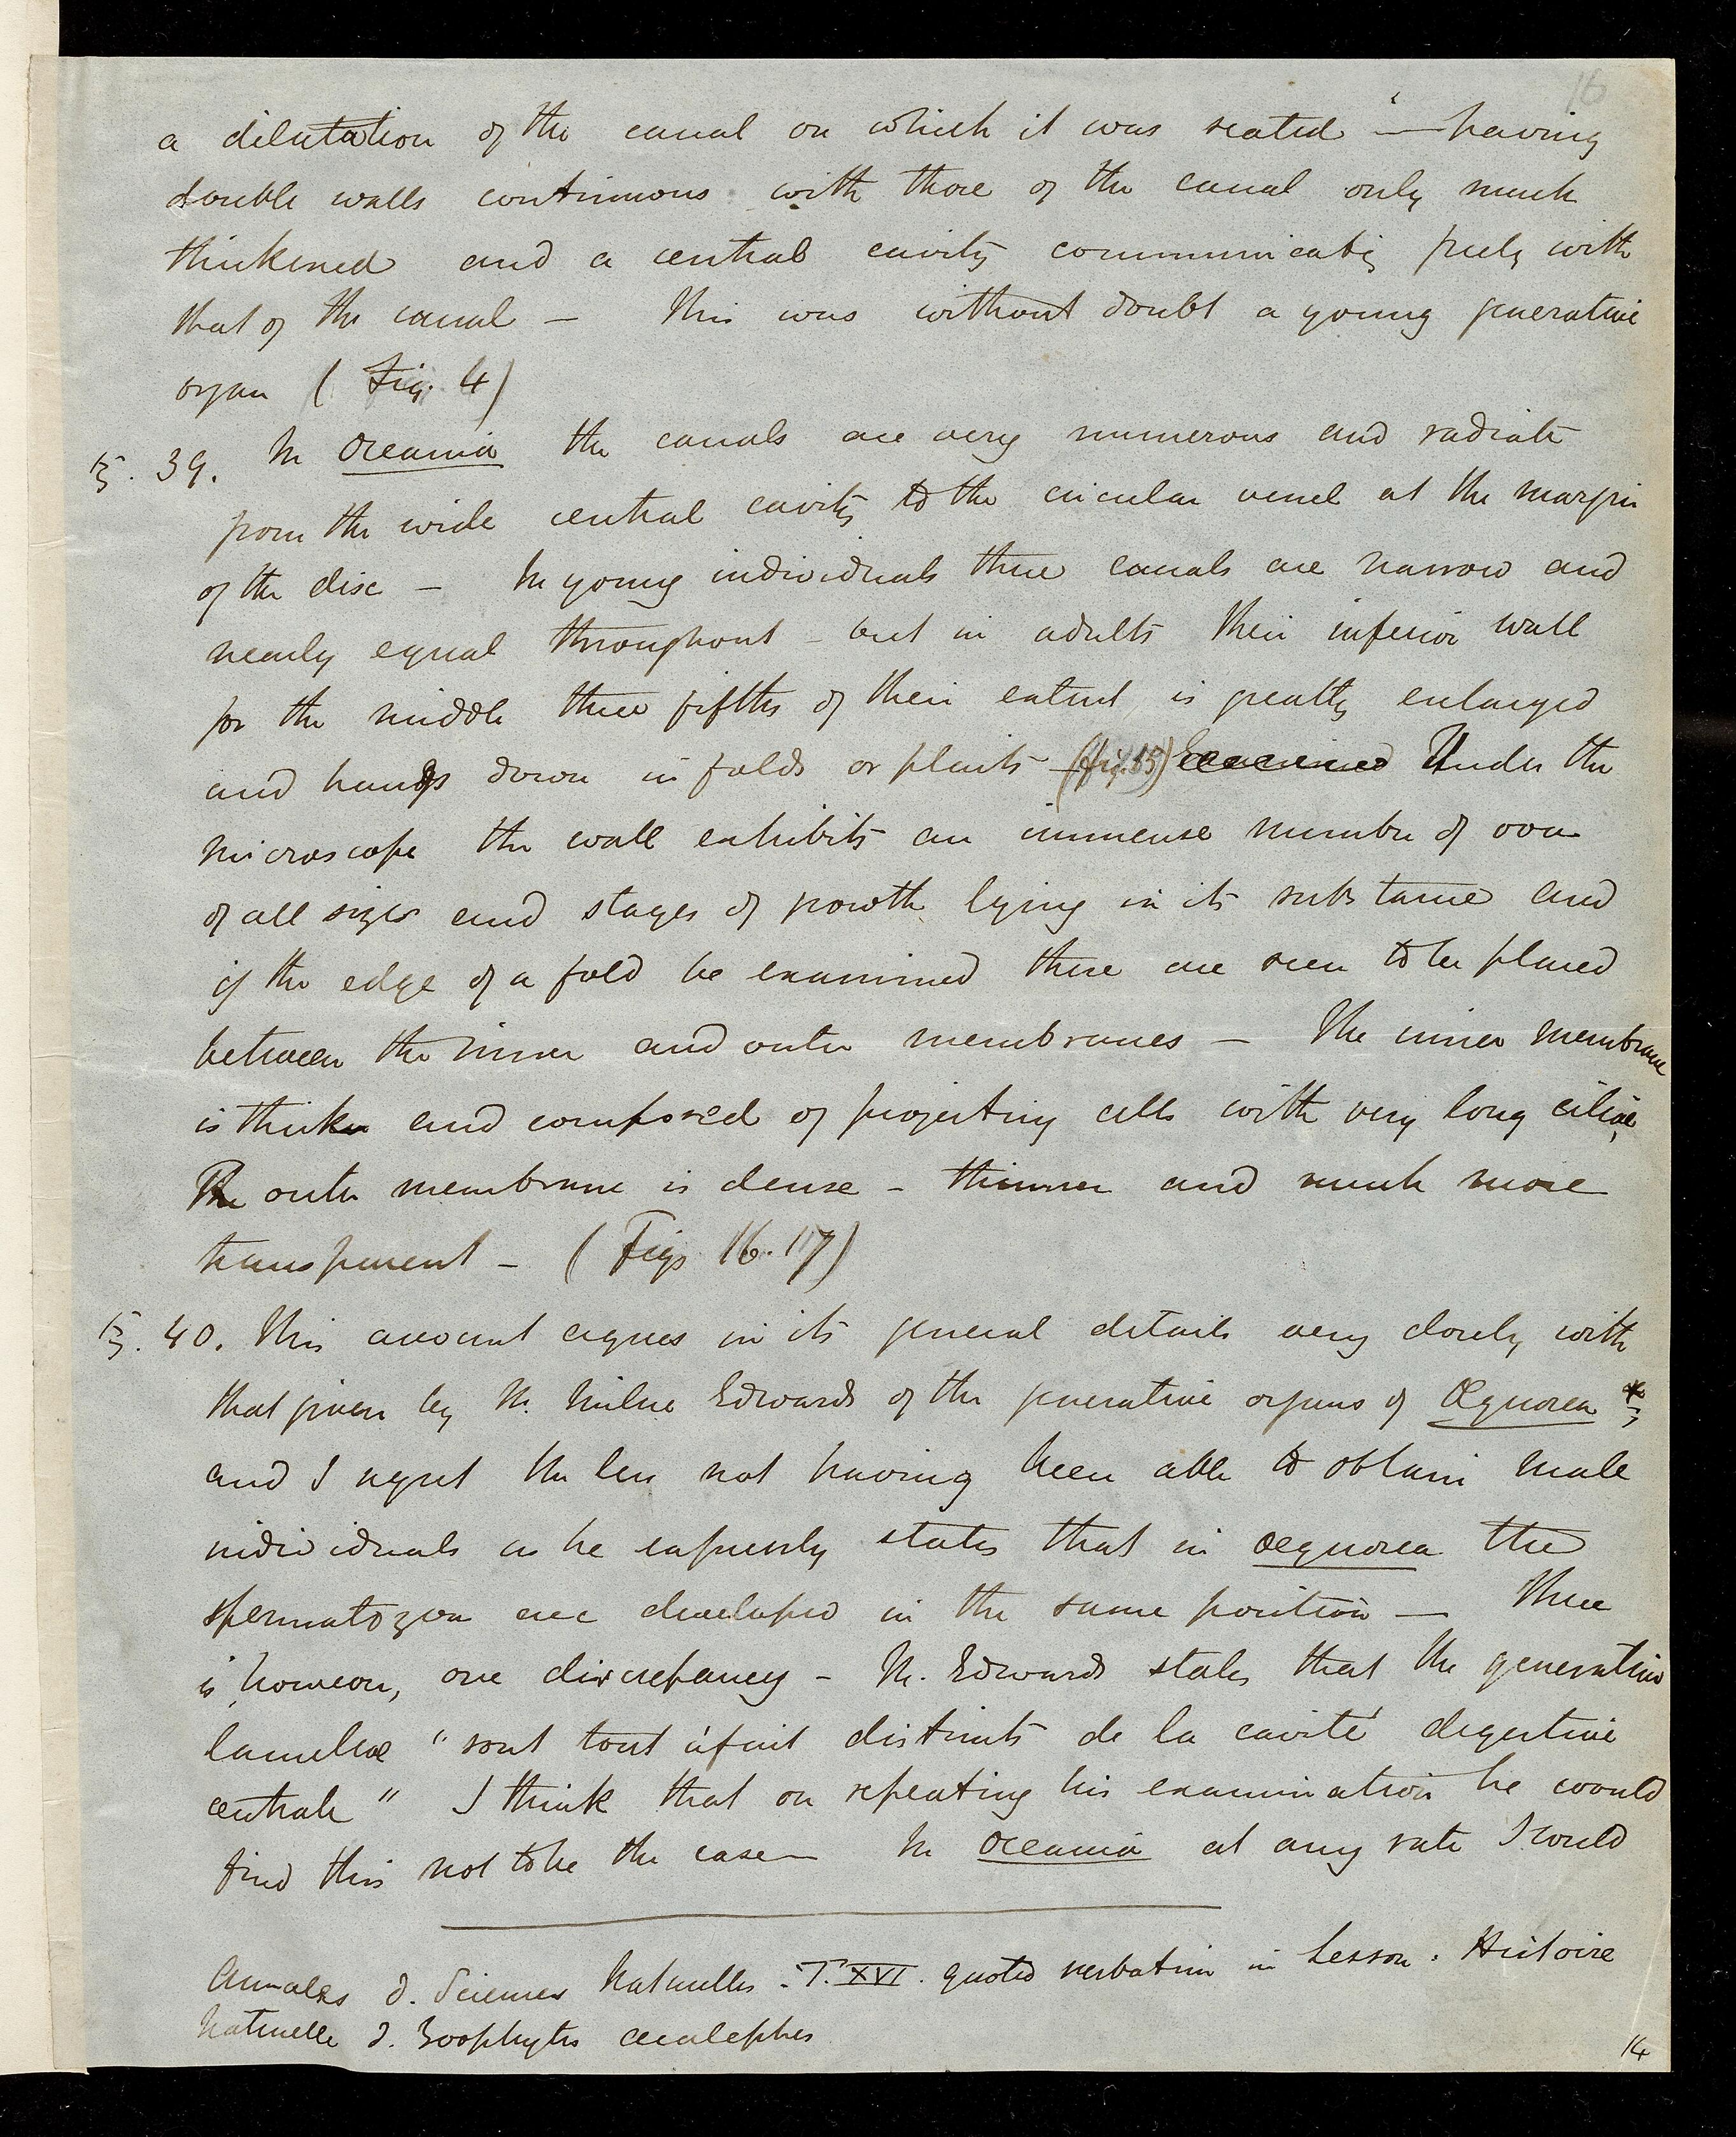 16
a dilatation of the canal on which it was seated — having
double walls continuous with those of the canal only much
thickened and a central cavity communicating freely with
that of the canal — This was without doubt a young generative
organ (Fig. 4)
§. 39. In Oceania the canals are very numerous and radiate
from the wide central cavity to the circular vessel at the margin
of the disc — In young individuals these canals are narrow and
nearly equal throughout – but in adults their inferior wall
for the middle three fifths of their extent, is greatly enlarged
and hangs down in folds or plaits (fig. 15) Examined Under the
microscope the wall exhibits an immense number of ova
of all sizes and stages of growth lying in its substance and
if the edge of a fold be examined these are seen to be placed
between the inner and outer membranes — The inner membrane
is thicker and composed of projecting cells with very long ciliæ,
The outer membrane is dense – thinner and much more
transparent – (Figs 16. 17)
§. 40. This account agrees in its general details very closely with
that given by M. Milne Edwards of the generative organs of Æquorea *;
and I regret the less not having been able to obtain male
individuals as he expressly states that in æquorea the
spermatozoa are developed in the same position — There
is, however, one discrepancy – M. Edwards states that the generative
lamellæ "sont tout à fait distincts de la cavité digestive
centrale" I think that on repeating his examination he would
find this not to be the case — In Oceania at any rate I could
Annales d. Sciences Naturelles. T. XVI. quoted verbatim in Lesson. Histoire
Naturelle d. Zoophytes acalephes
14